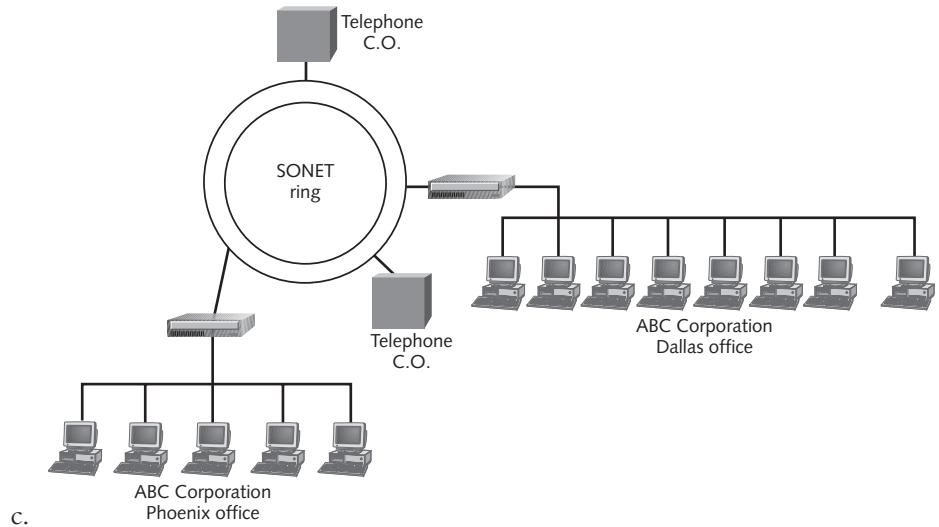 Telephone
C.O.
SONET
ring
Telephone
C.O.
ABC Corporation
Dallas office
ABC Corporation
Phoenix office
c.